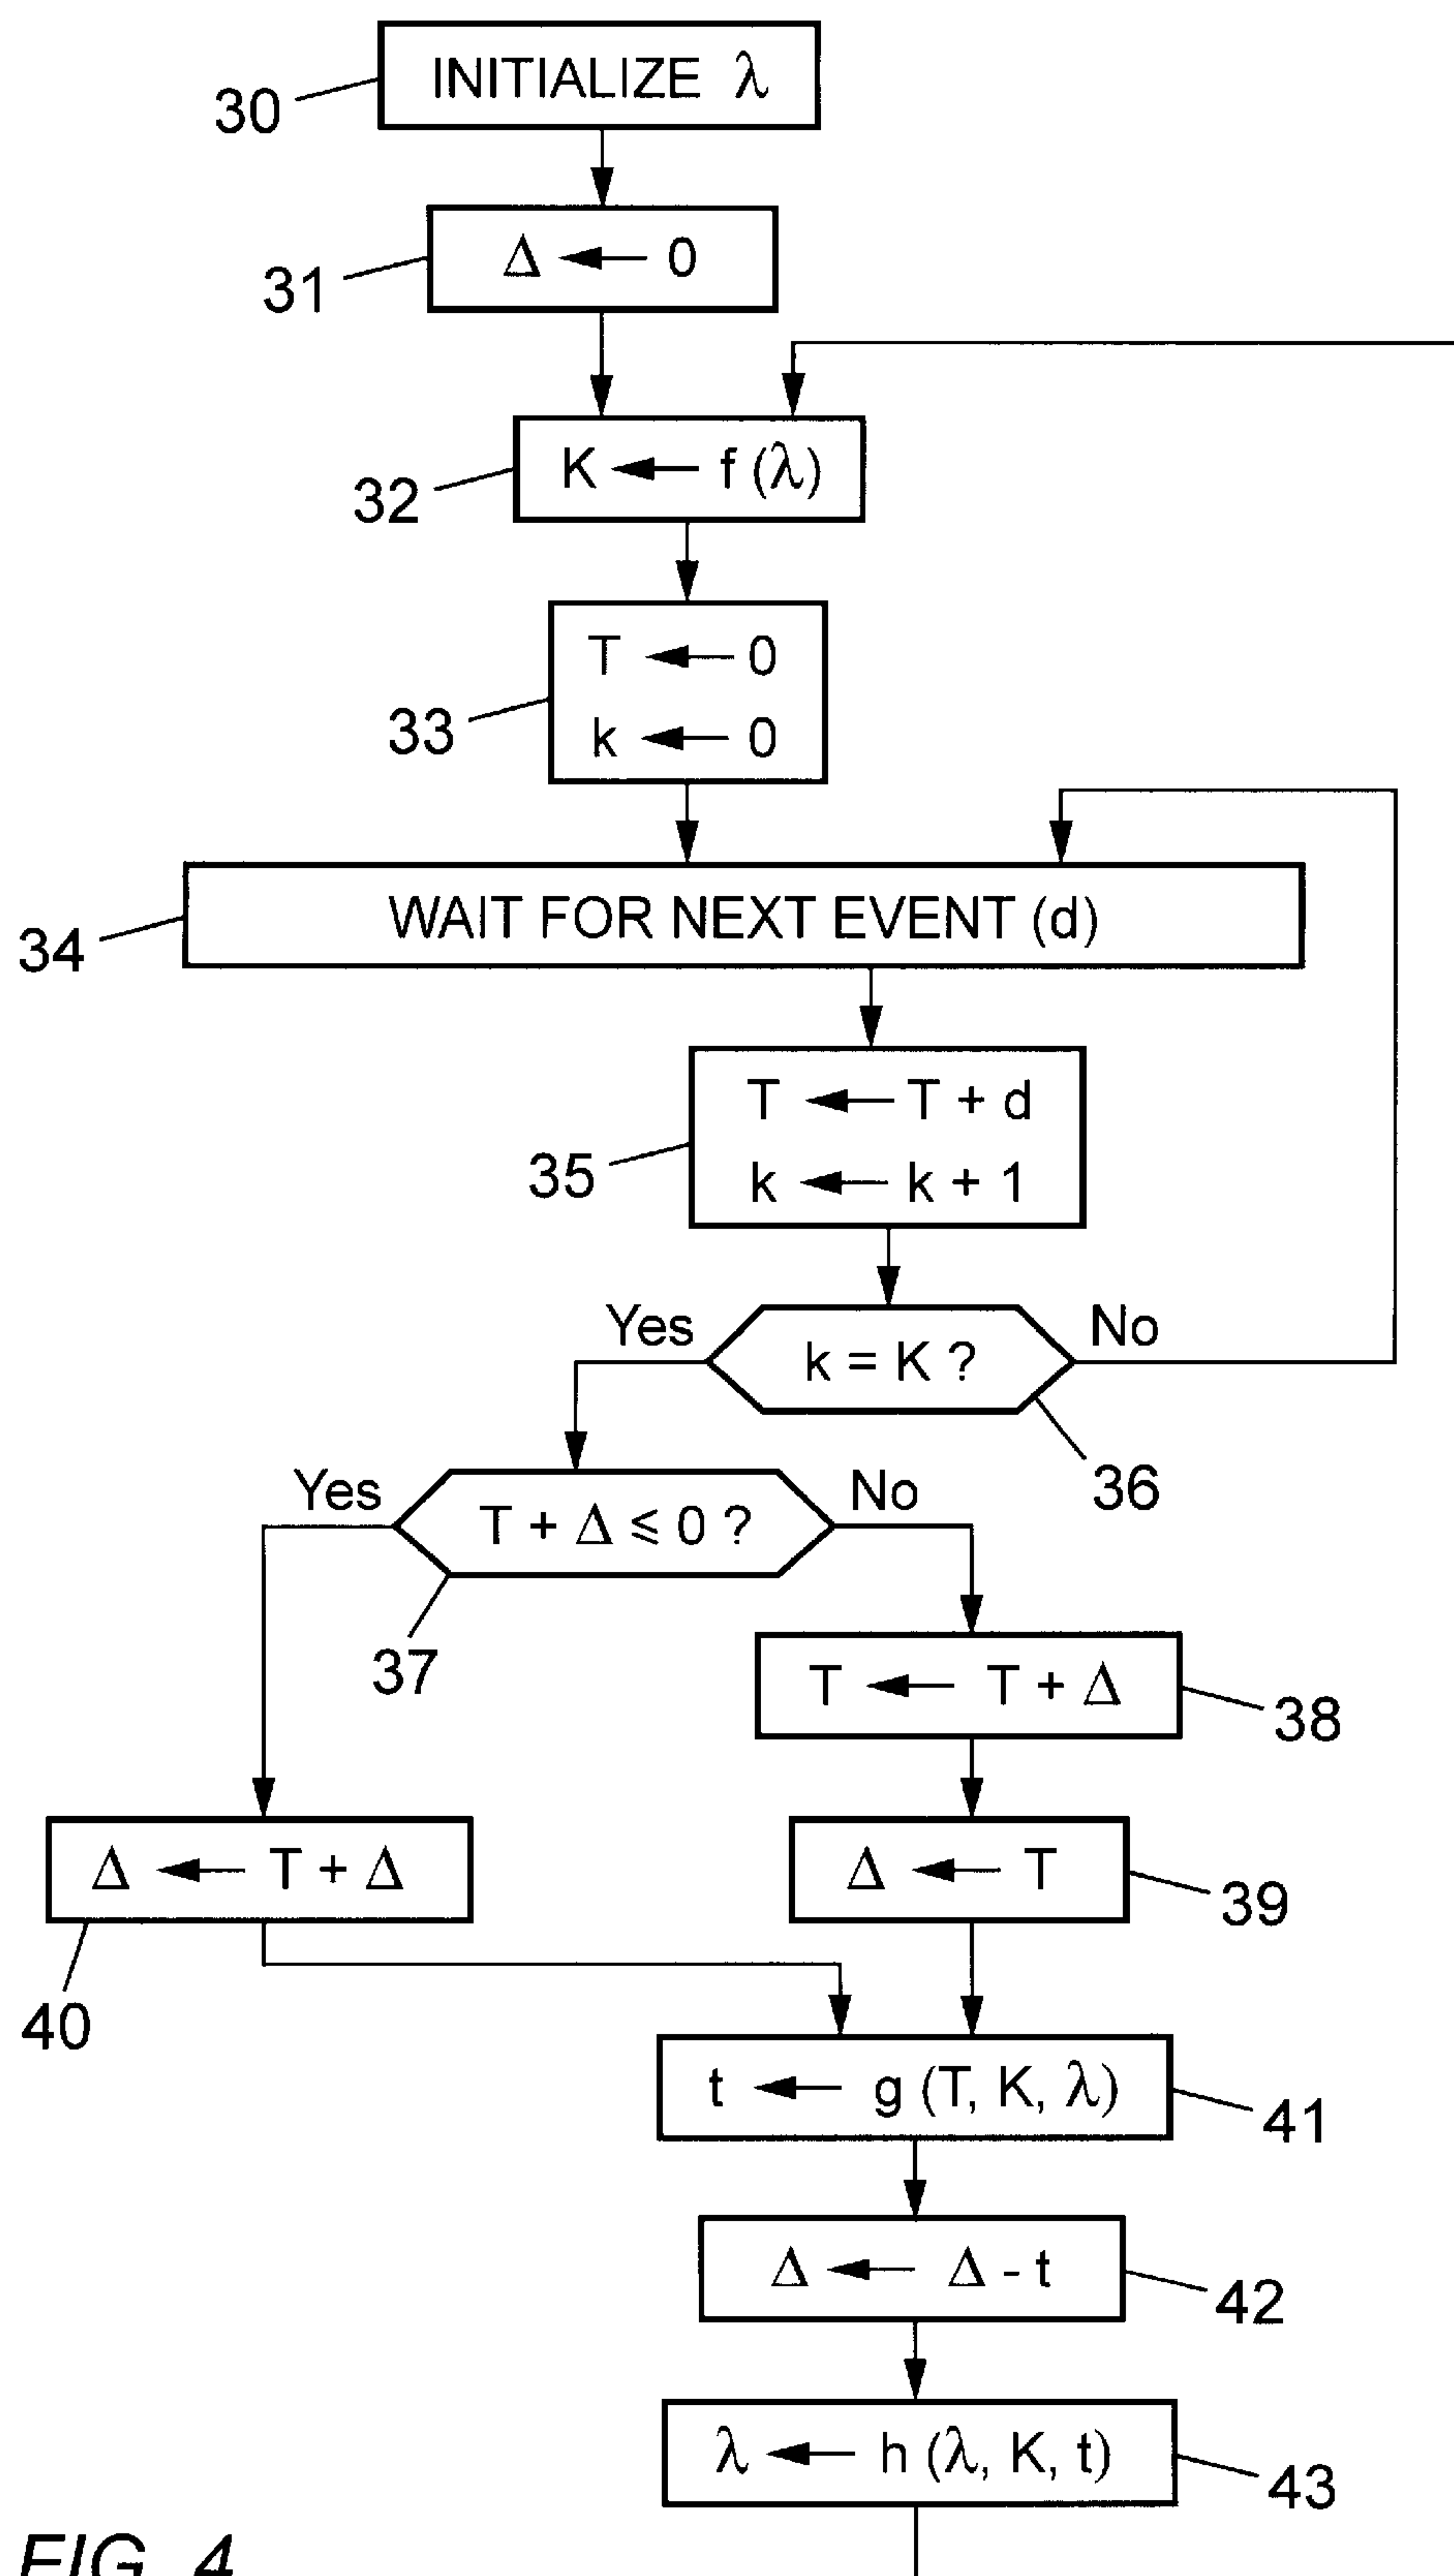 INITIALIZE λ
30
Δ ← 0
31
K ← f (λ)
32
T ← 0
k ← 0
33
WAIT FOR NEXT EVENT (d)
34
T ← T + d
k ← k + 1
35
Yes
k = K ?
No
36
Yes
T + Δ ⩽ 0 ?
No
37
T ← T + Δ
38
Δ ← T + Δ
40
Δ ← T
39
t ← g (T, K, λ)
41
Δ ← Δ - t
42
λ ← h (λ, K, t)
43
FIG. 4